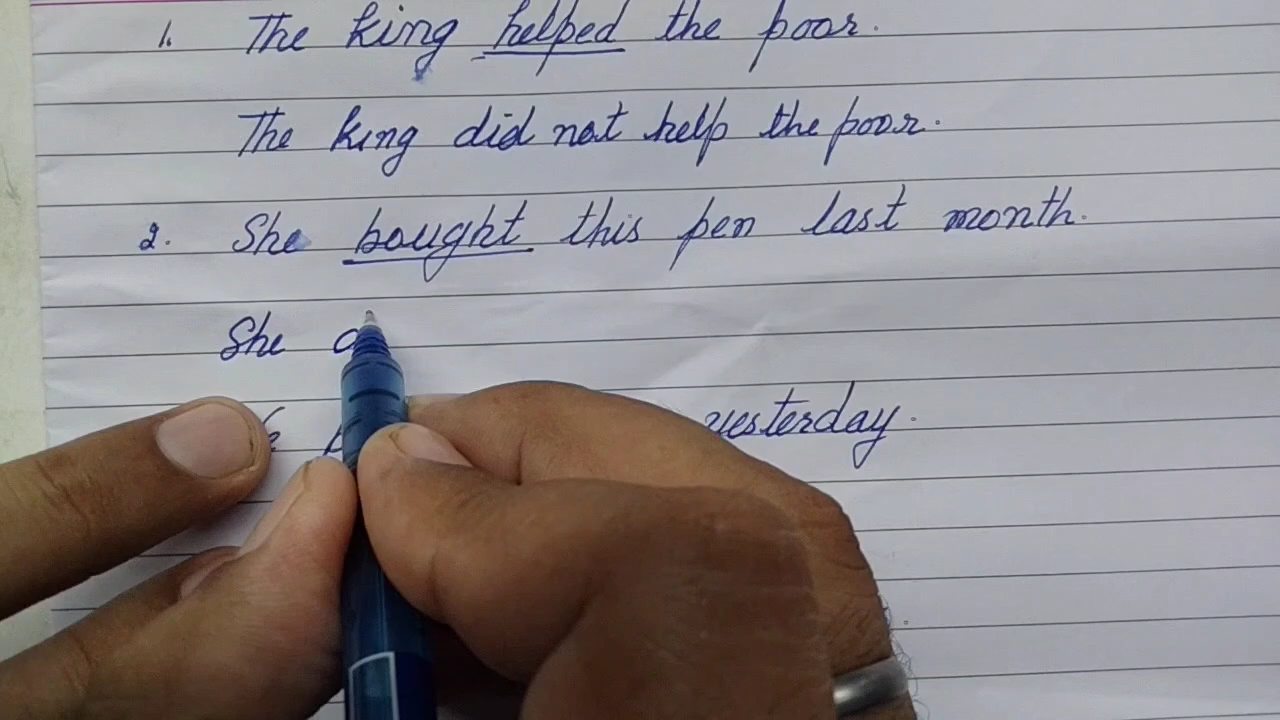 1. The king helped the poor.
The king did not help the poor.
2. She bought this pen last month.
She
yesterday.